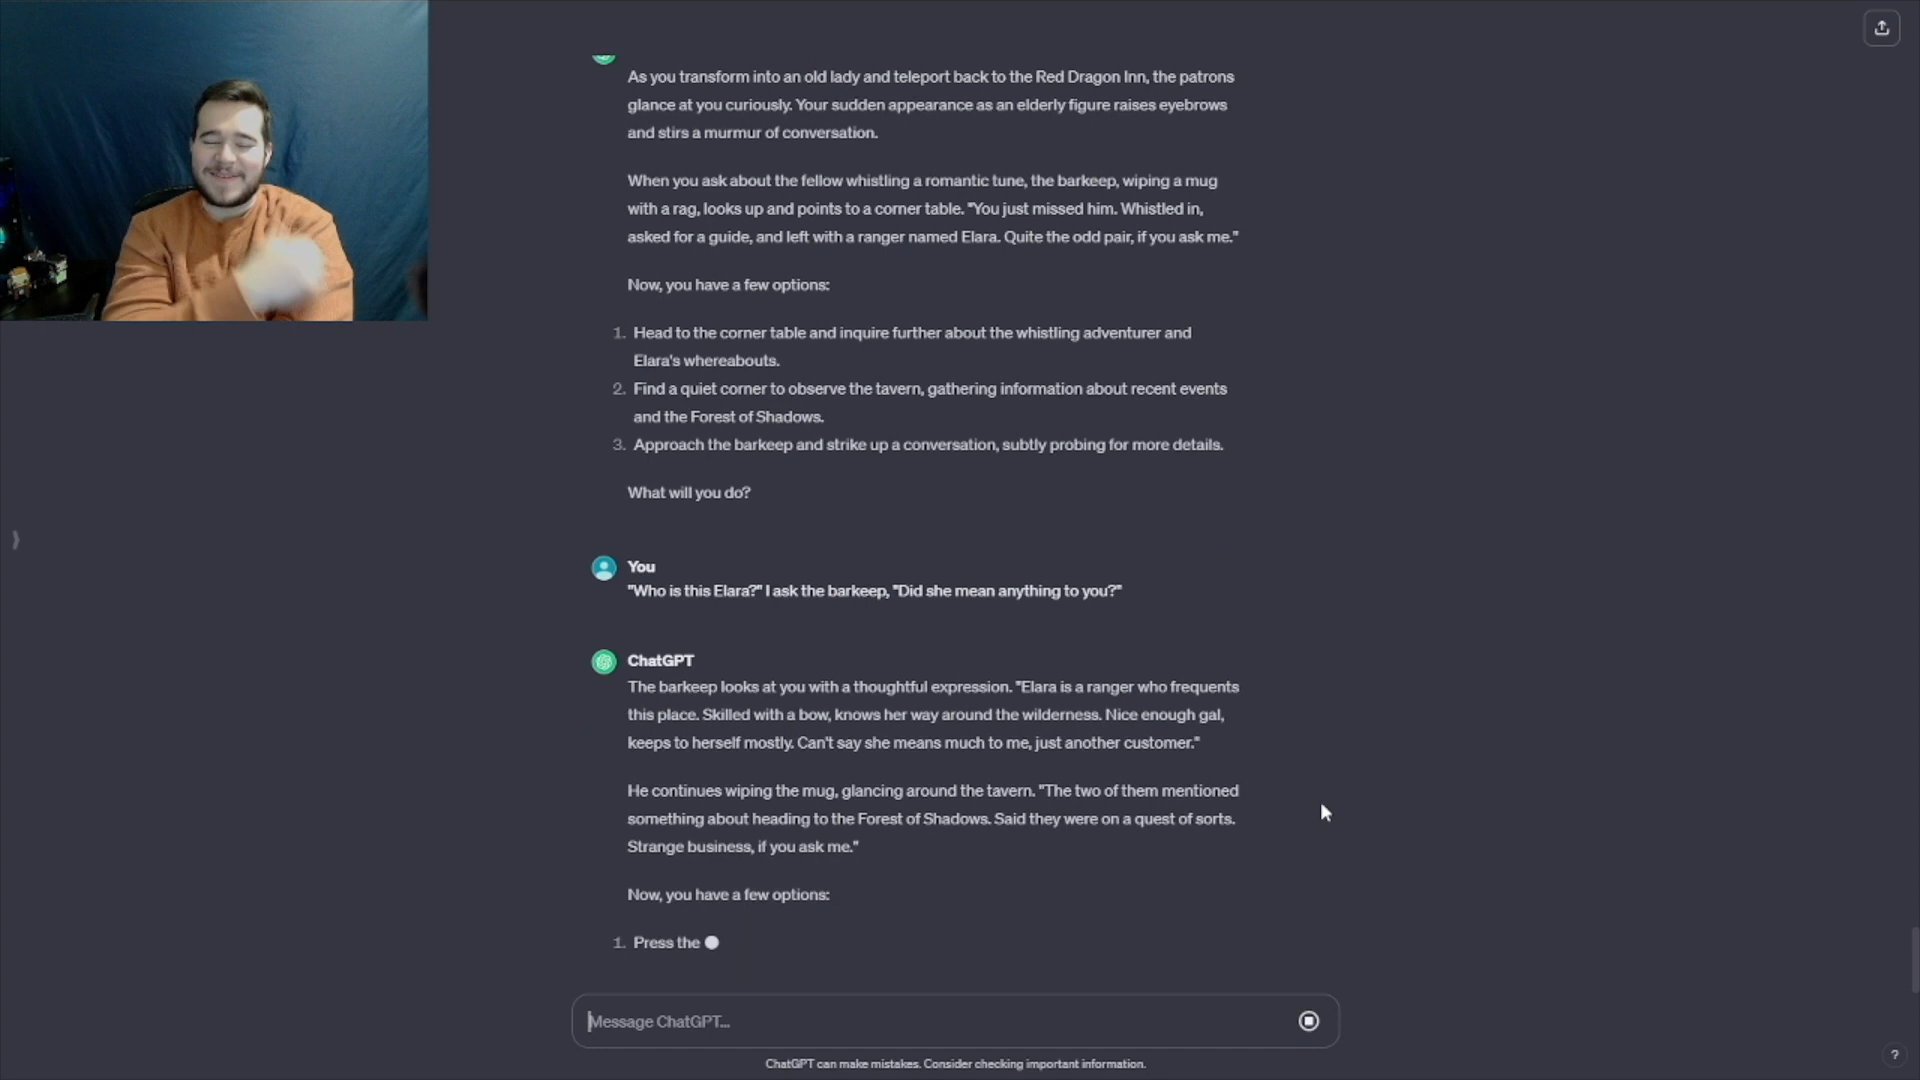 As you transform into an old lady and teleport back to the Red Dragon Inn, the patrons
glance at you curiously. Your sudden appearance as an elderly figure raises eyebrows
and stirs a murmur of conversation.
When you ask about the fellow whistling a romantic tune, the barkeep, wiping a mug
with a rag, looks up and points to a corner table. "You just missed him. Whistled in,
asked for a guide, and left with a ranger named Elara. Quite the odd pair, if you ask me."
Now, you have a few options:
1. Head to the corner table and inquire further about the whistling adventurer and
Elara's whereabouts.
2. Find a quiet corner to observe the tavern, gathering information about recent events
and the Forest of Shadows.
3. Approach the barkeep and strike up a conversation, subtly probing for more details.
What will you do?
You
"Who is this Elara?" I ask the barkeep, "Did she mean anything to you?"
ChatGPT
The barkeep looks at you with a thoughtful expression. "Elara is a ranger who frequents
this place. Skilled with a bow, knows her way around the wilderness. Nice enough gal,
keeps to herself mostly. Can't say she means much to me, just another customer."
He continues wiping the mug, glancing around the tavern. "The two of them mentioned
something about heading to the Forest of Shadows. Said they were on a quest of sorts.
Strange business, if you ask me."
Now, you have a few options:
1. Press the
Message ChatGPT...
ChatGPT can make mistakes. Consider checking important information.
?